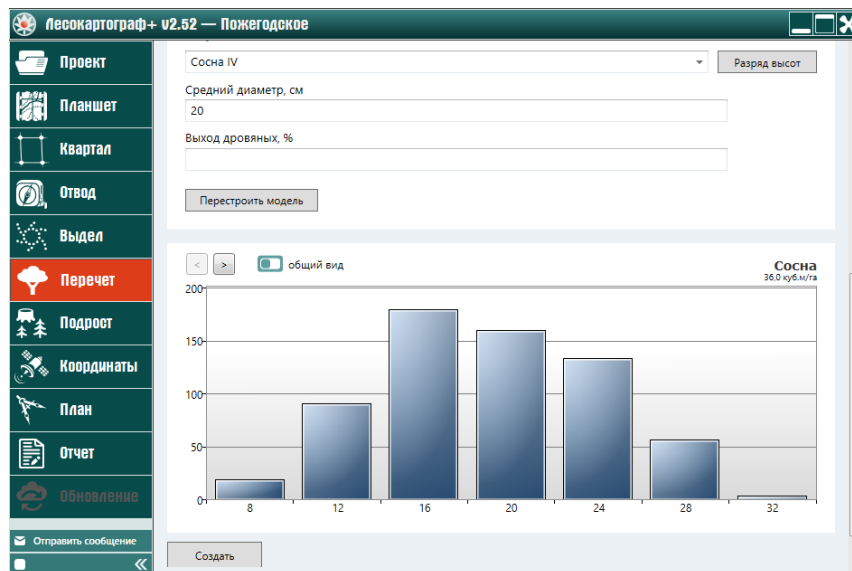 Лесокартограф+ v2.52 — Пожегодское
Проект
Планшет
Квартал
Отвод
Выдел
Перечет
Подрост
Координаты
План
Отчет
Обновление
Отправить сообщение
«
Сосна IV
Разряд высот
Средний диаметр, см
20
Выход дровяных, %
Перестроить модель
< >
общий вид
Сосна
36,0 куб.м/га
200
150
100
50
0
8 12 16 20 24 28 32
Создать